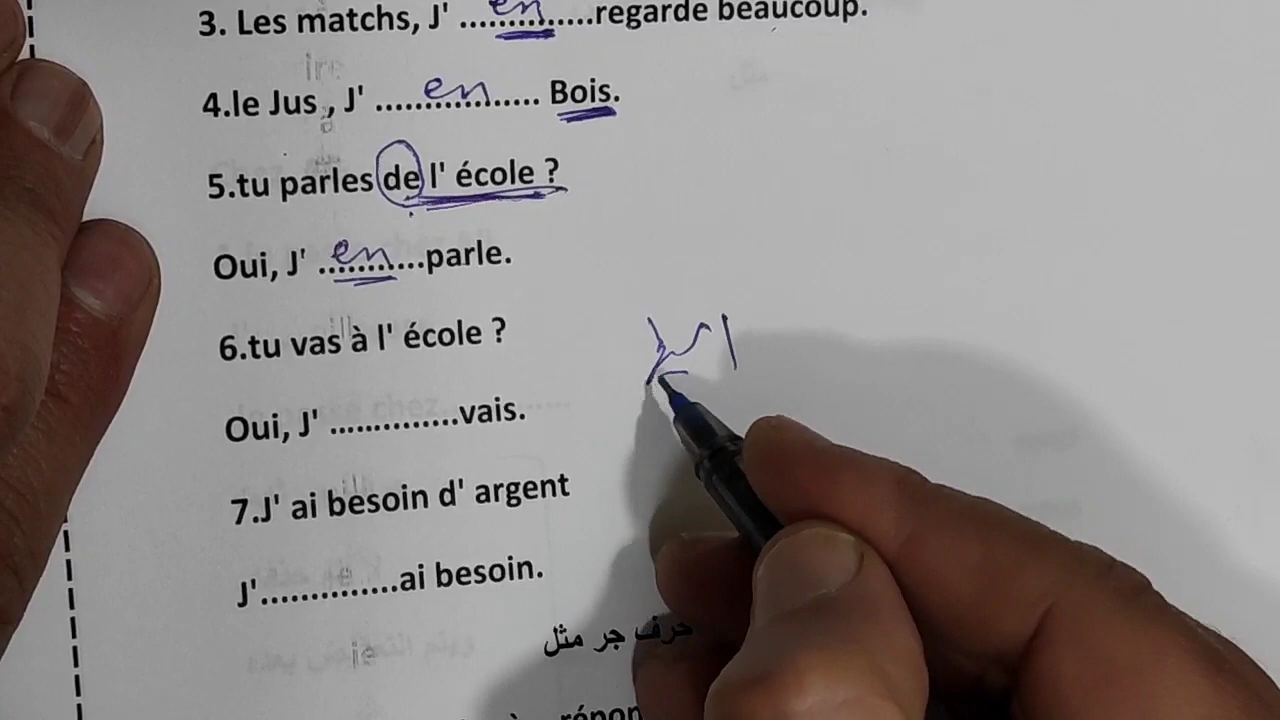 3. Les matchs, J' ......en......regarde beaucoup.
4.le Jus , J' ......en...... Bois.
5.tu parles de l' école ?
Oui, J' ...en...parle.
6.tu vas à l' école ?
Oui, J' ..............vais.
7.J' ai besoin d' argent
J'...............ai besoin.
حرف جر مثل